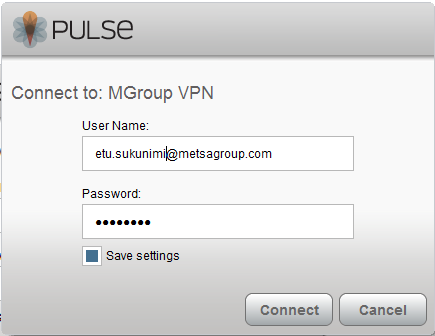 PULSE
Connect to: MGroup VPN
User Name:
etu.sukunimi@metsagroup.com
Password:
••••••••
Save settings
Connect Cancel